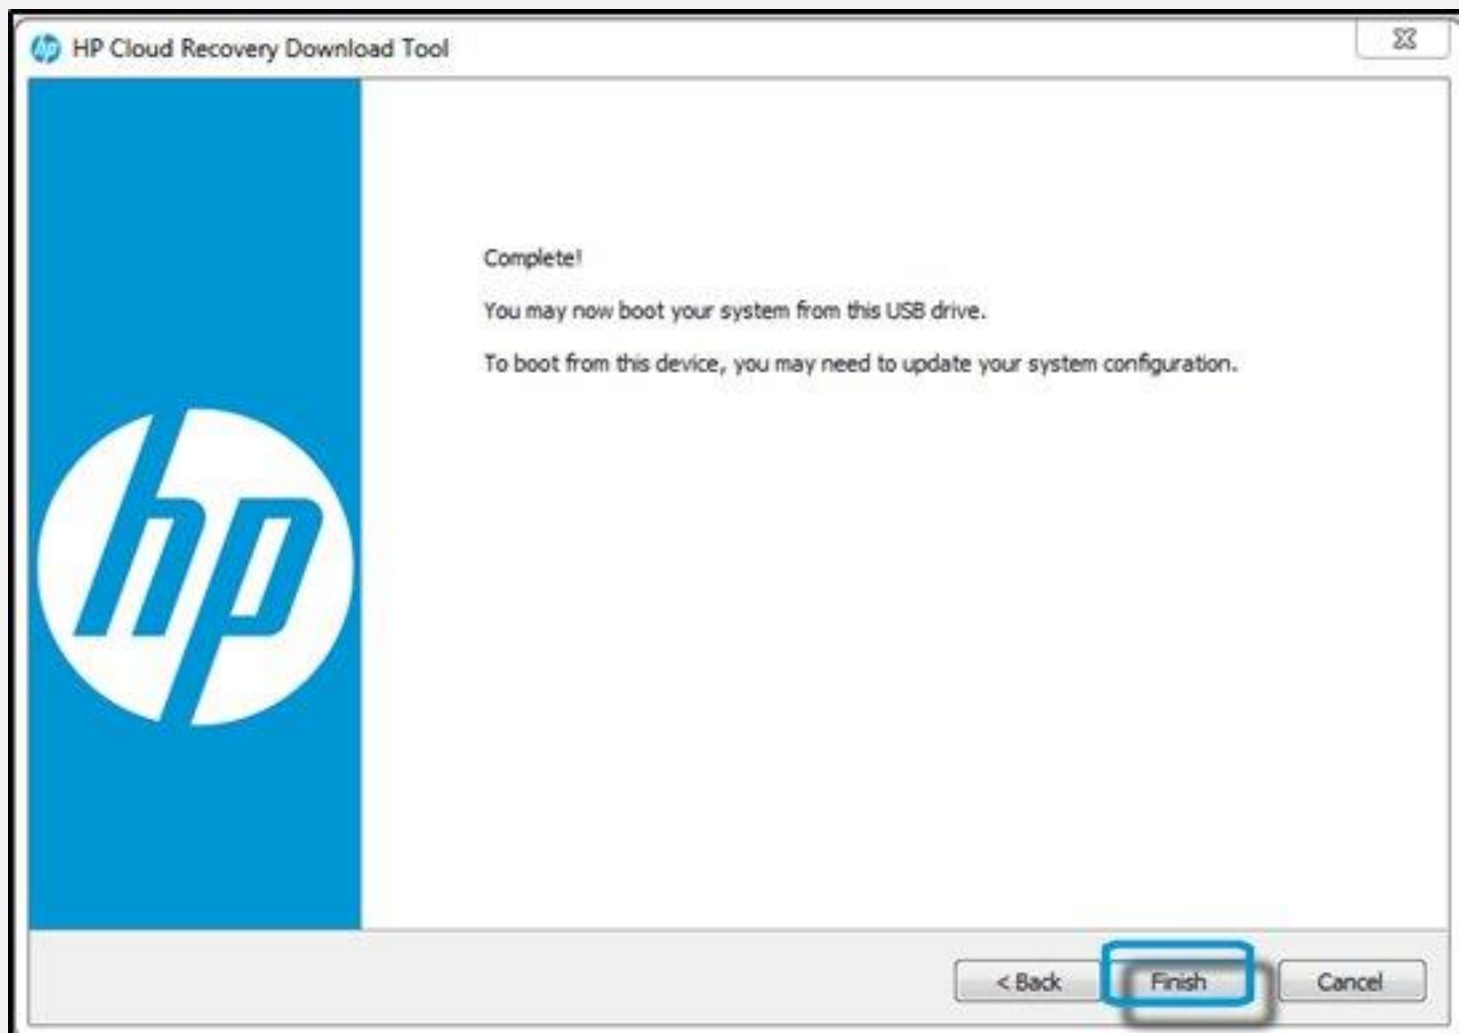 HP Cloud Recovery Download Tool
Complete!
You may now boot your system from this USB drive.
To boot from this device, you may need to update your system configuration.
hp
< Back
Finish
Cancel